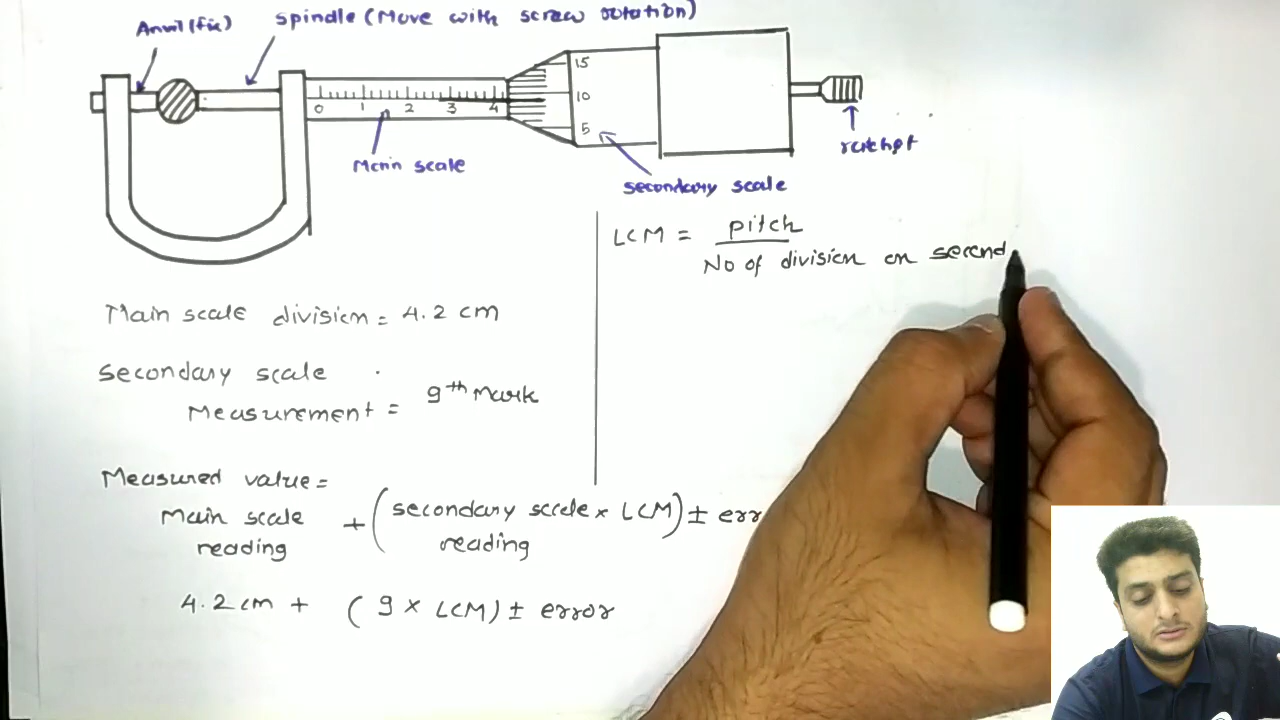 Anvil(fix)
spindle (Move with screw rotation)
15
10
5
0 1 2 3 4
Main scale
ratchet
secondary scale
LCM = pitch
No of division on second
Main scale division = 4.2 cm
Secondary scale
Measurement = 9th Mark
Measured value =
Main scale reading + (secondary scale reading × LCM) ± err
4.2 cm + ( 9 × LCM) ± error